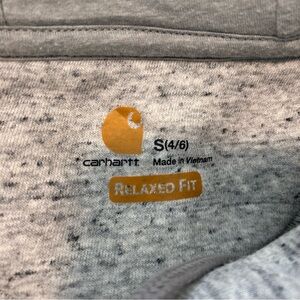 S(4/6)
carhartt Made in Vietnam
RELAXED FIT